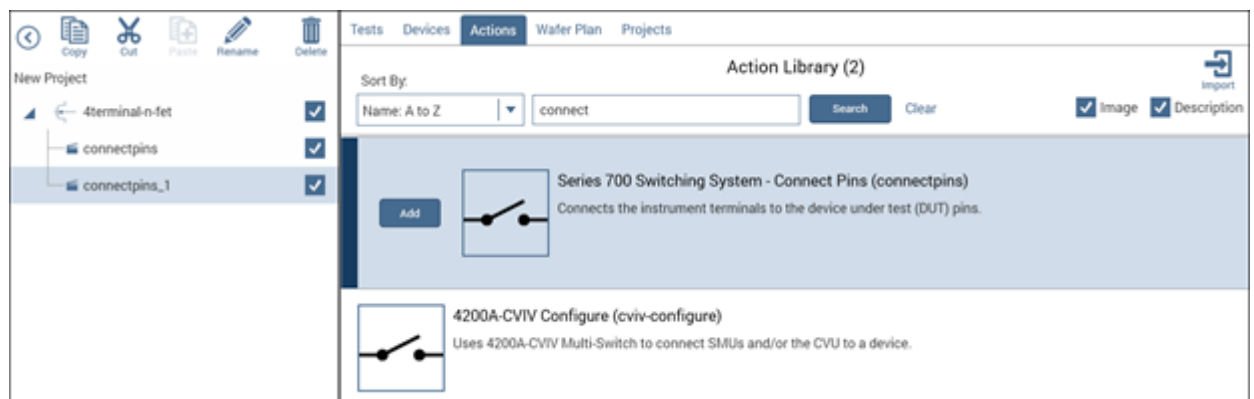 Copy Cut Paste Rename Delete
New Project
4terminal-n-fet
connectpins
connectpins_1
Tests Devices Actions Wafer Plan Projects
Action Library (2)
Import
Sort By:
Name: A to Z connect Search Clear Image Description
Add
Series 700 Switching System - Connect Pins (connectpins)
Connects the instrument terminals to the device under test (DUT) pins.
4200A-CVIV Configure (cviv-configure)
Uses 4200A-CVIV Multi-Switch to connect SMUs and/or the CVU to a device.